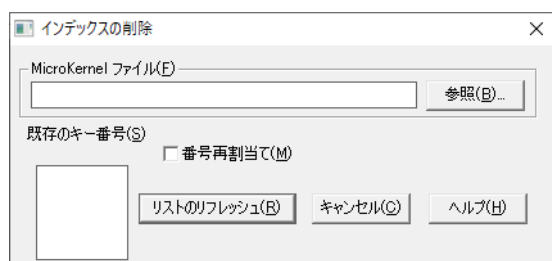 インデックスの削除
MicroKernel ファイル(F)
参照(B)...
既存のキー番号(S)
番号再割当て(M)
リストのリフレッシュ(R)
キャンセル(C)
ヘルプ(H)